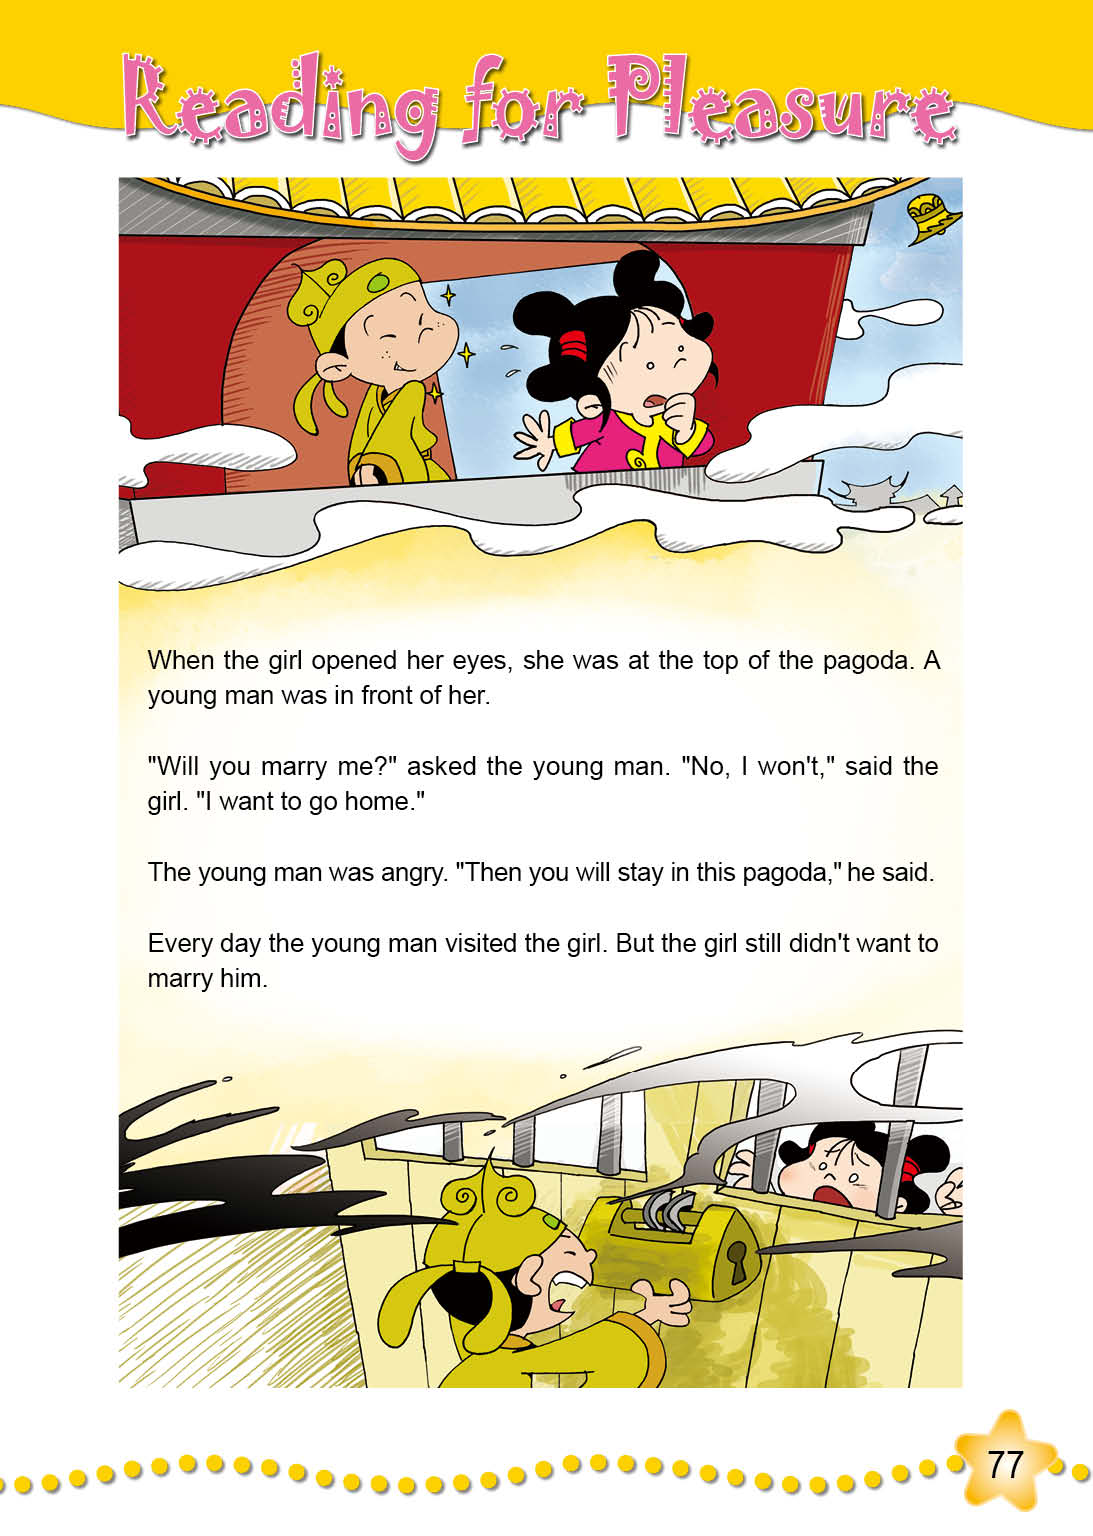 Reading for Pleasure
When the girl opened her eyes, she was at the top of the pagoda. A
young man was in front of her.
"Will you marry me?" asked the young man. "No, I won't," said the
girl. "I want to go home."
The young man was angry. "Then you will stay in this pagoda," he said.
Every day the young man visited the girl. But the girl still didn't want to
marry him.
77